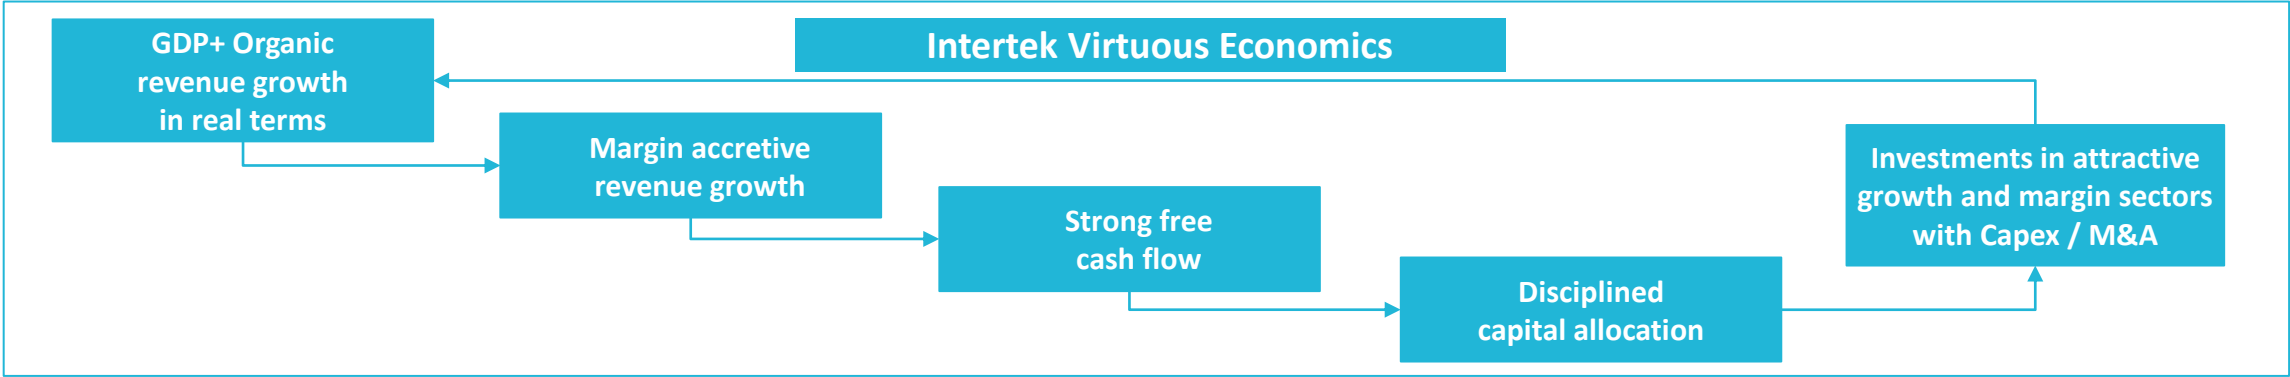 Intertek Virtuous Economics
GDP+ Organic
revenue growth
in real terms
Margin accretive
revenue growth
Strong free
cash flow
Disciplined
capital allocation
Investments in attractive
growth and margin sectors
with Capex / M&A